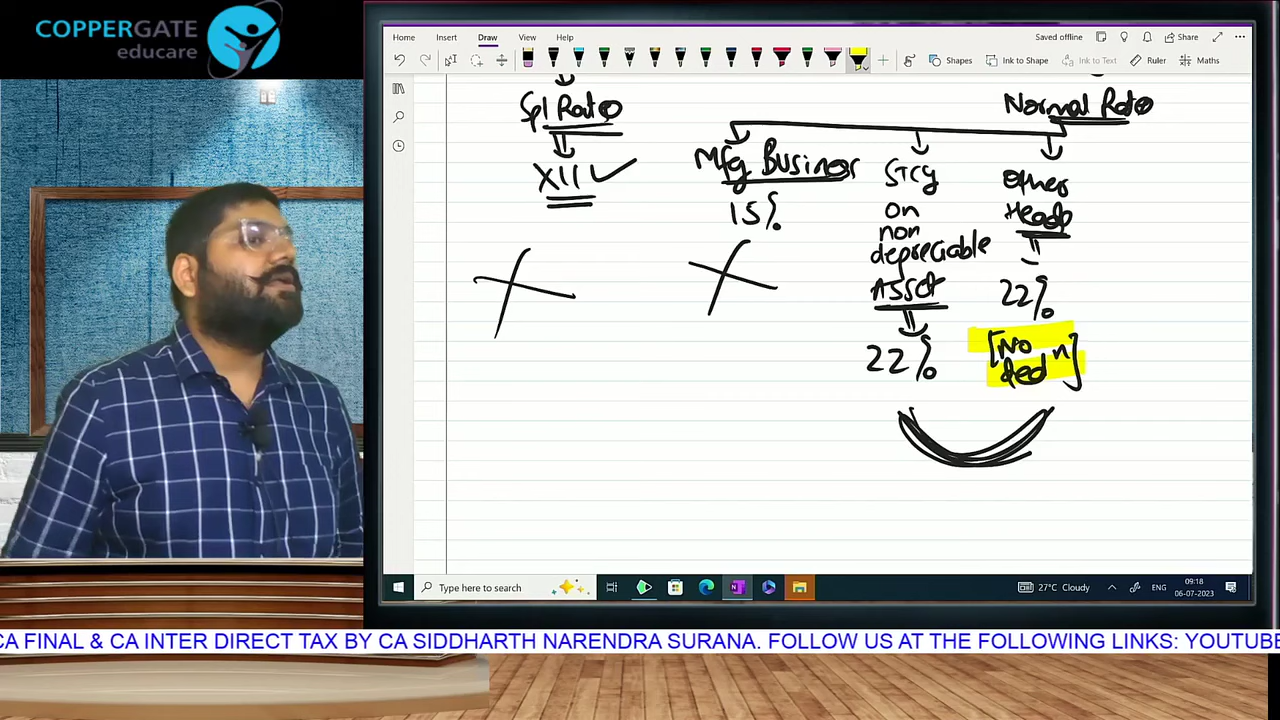 COPPERGATE
educare
Home Insert Draw View Help
Saved offline
Share
Shapes
Ink to Shape
Ink to Text
Ruler
Maths
Spl Rate
XII
Normal Rate
Mfg Business
15%
STCG
on
non
depreciable
Asset
22%
Other
Heads
22%
[No
dedn]
Type here to search
27°C Cloudy
ENG
09:18
06-07-2023
CA FINAL & CA INTER DIRECT TAX BY CA SIDDHARTH NARENDRA SURANA. FOLLOW US AT THE FOLLOWING LINKS: YOUTUBE